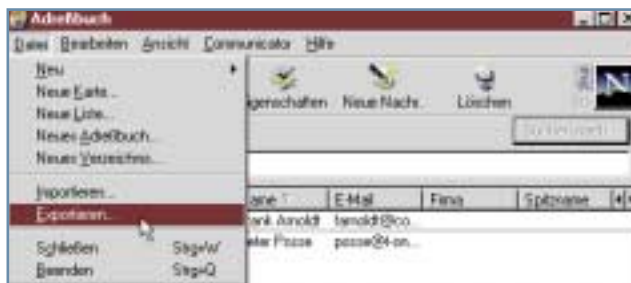 Adreßbuch
Datei Bearbeiten Ansicht Communicator Hilfe
Neu
Neue Karte...
Neue Liste...
Neues Adreßbuch...
Neues Verzeichnis...
Importieren...
Exportieren...
Schließen Strg+W
Beenden Strg+Q
igenschaften Neue Nachr. Löschen
ame E-Mail Firma Spitzname
rank Arnoldt farnoldt@co...
eter Posse posse@t-on...